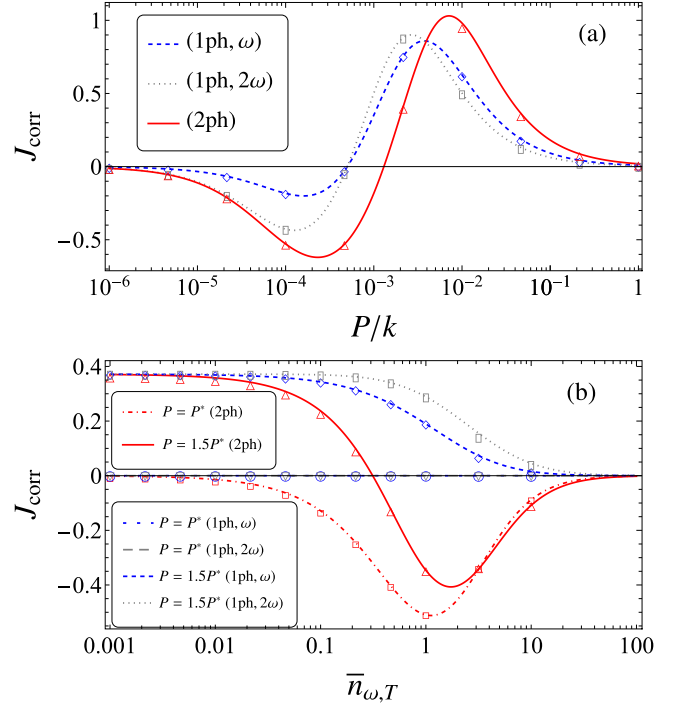 (a)
(1ph, ω)
(1ph, 2ω)
(2ph)
J_corr
1
0.5
0
−0.5
10⁻⁶ 10⁻⁵ 10⁻⁴ 10⁻³ 10⁻² 10⁻¹ 1
P/k
(b)
P = P* (2ph)
P = 1.5P* (2ph)
P = P* (1ph, ω)
P = P* (1ph, 2ω)
P = 1.5P* (1ph, ω)
P = 1.5P* (1ph, 2ω)
J_corr
0.4
0.2
0
−0.2
−0.4
0.001 0.01 0.1 1 10 100
n̅_ω,T